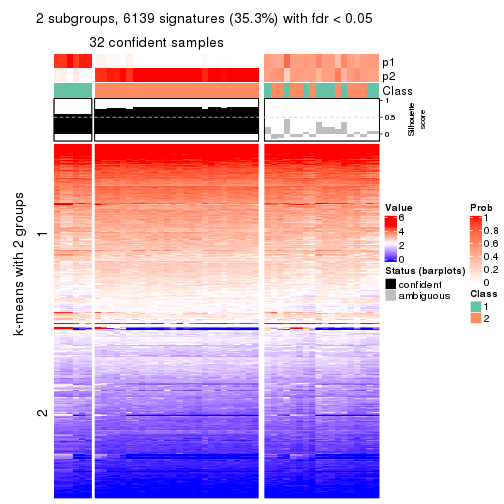 2 subgroups, 6139 signatures (35.3%) with fdr < 0.05
32 confident samples
p1
p2
Class
1
0.5
0
Silhouette
score
k-means with 2 groups
1
2
Value
6
4
2
0
Status (barplots)
confident
ambiguous
Prob
1
0.8
0.6
0.4
0.2
0
Class
1
2